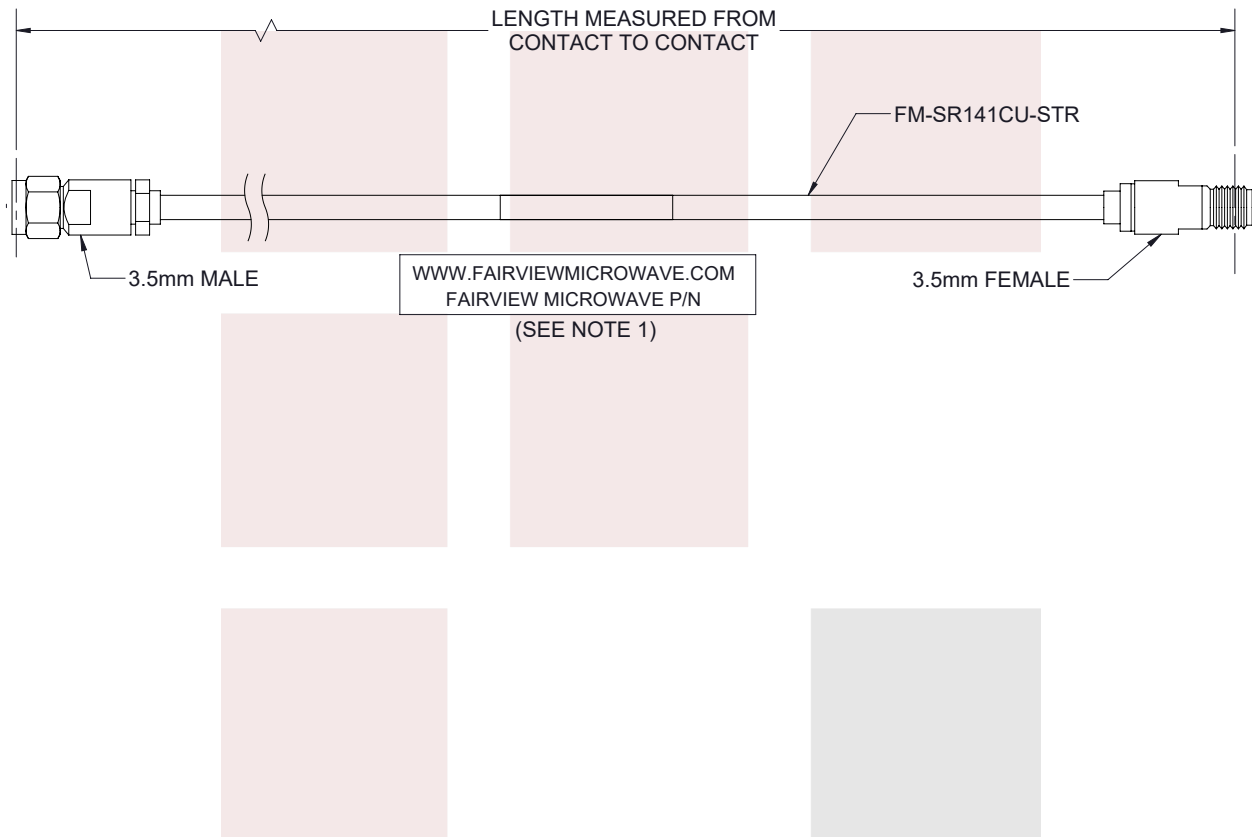 LENGTH MEASURED FROM
CONTACT TO CONTACT
FM-SR141CU-STR
3.5mm MALE
WWW.FAIRVIEWMICROWAVE.COM
FAIRVIEW MICROWAVE P/N
(SEE NOTE 1)
3.5mm FEMALE